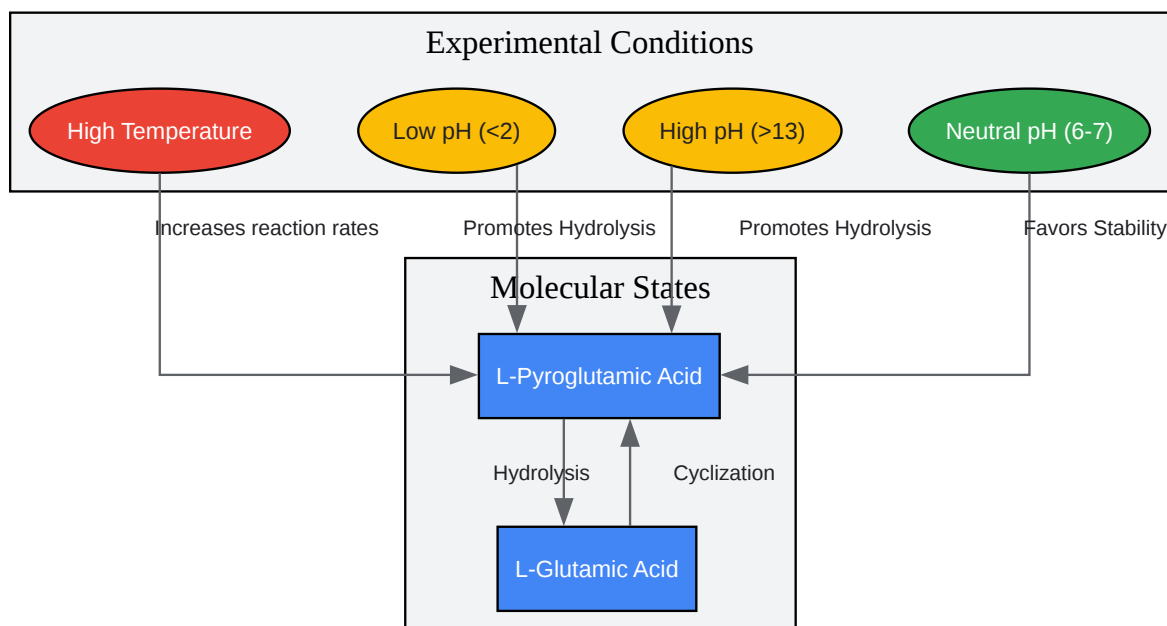 Experimental Conditions
High Temperature
Low pH (<2)
High pH (>13)
Neutral pH (6-7)
Increases reaction rates
Promotes Hydrolysis
Promotes Hydrolysis
Favors Stability
Molecular States
L-Pyroglutamic Acid
Hydrolysis
Cyclization
L-Glutamic Acid